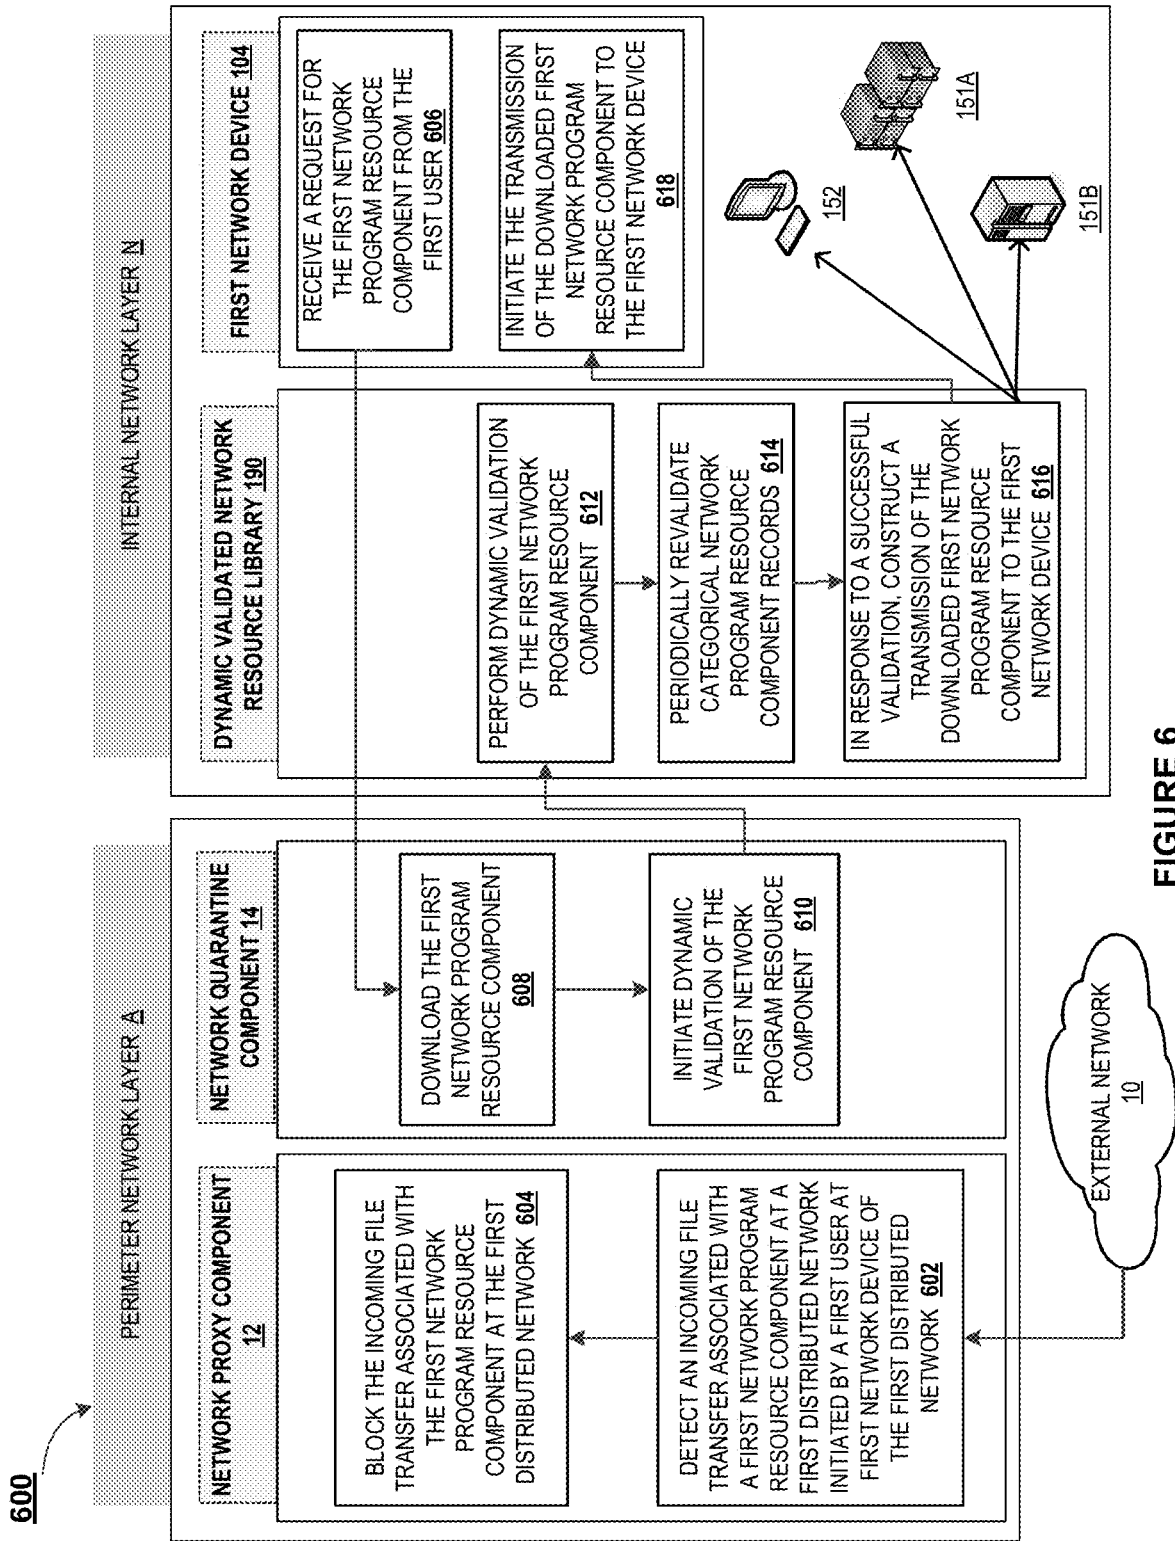 600
PERIMETER NETWORK LAYER A
NETWORK PROXY COMPONENT
12
BLOCK THE INCOMING FILE
TRANSFER ASSOCIATED WITH
THE FIRST NETWORK
PROGRAM RESOURCE
COMPONENT AT THE FIRST
DISTRIBUTED NETWORK 604
DETECT AN INCOMING FILE
TRANSFER ASSOCIATED WITH
A FIRST NETWORK PROGRAM
RESOURCE COMPONENT AT A
FIRST DISTRIBUTED NETWORK
INITIATED BY A FIRST USER AT
FIRST NETWORK DEVICE OF
THE FIRST DISTRIBUTED
NETWORK 602
NETWORK QUARANTINE
COMPONENT 14
DOWNLOAD THE FIRST
NETWORK PROGRAM
RESOURCE COMPONENT
608
INITIATE DYNAMIC
VALIDATION OF THE
FIRST NETWORK
PROGRAM RESOURCE
COMPONENT 610
EXTERNAL NETWORK
10
INTERNAL NETWORK LAYER N
DYNAMIC VALIDATED NETWORK
RESOURCE LIBRARY 190
PERFORM DYNAMIC VALIDATION
OF THE FIRST NETWORK
PROGRAM RESOURCE
COMPONENT 612
PERIODICALLY REVALIDATE
CATEGORICAL NETWORK
PROGRAM RESOURCE
COMPONENT RECORDS 614
IN RESPONSE TO A SUCCESSFUL
VALIDATION, CONSTRUCT A
TRANSMISSION OF THE
DOWNLOADED FIRST NETWORK
PROGRAM RESOURCE
COMPONENT TO THE FIRST
NETWORK DEVICE 616
FIRST NETWORK DEVICE 104
RECEIVE A REQUEST FOR
THE FIRST NETWORK
PROGRAM RESOURCE
COMPONENT FROM THE
FIRST USER 606
INITIATE THE TRANSMISSION
OF THE DOWNLOADED FIRST
NETWORK PROGRAM
RESOURCE COMPONENT TO
THE FIRST NETWORK DEVICE
618
152
151A
151B
FIGURE 6